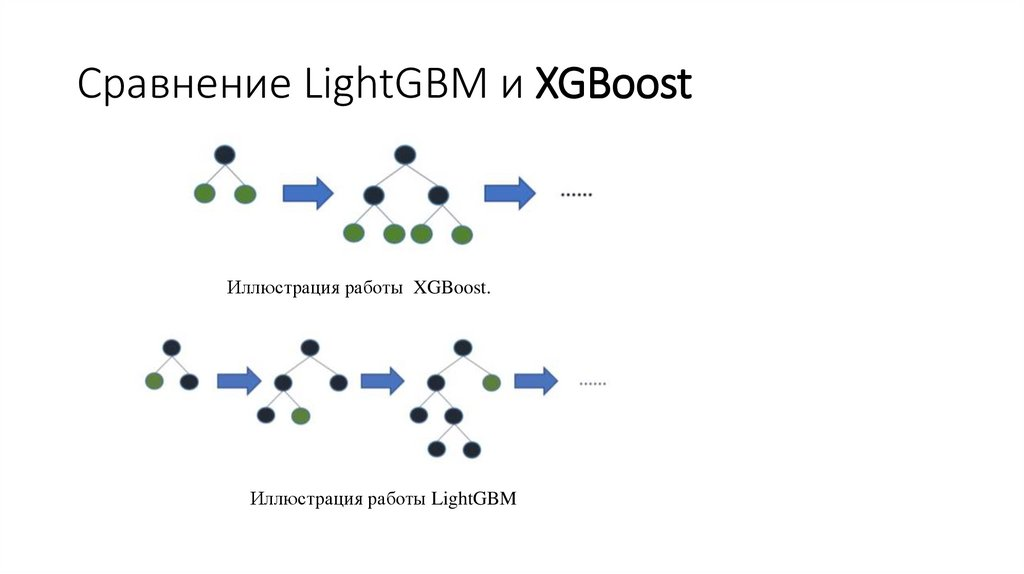 Сравнение LightGBM и XGBoost
......
Иллюстрация работы XGBoost.
......
Иллюстрация работы LightGBM